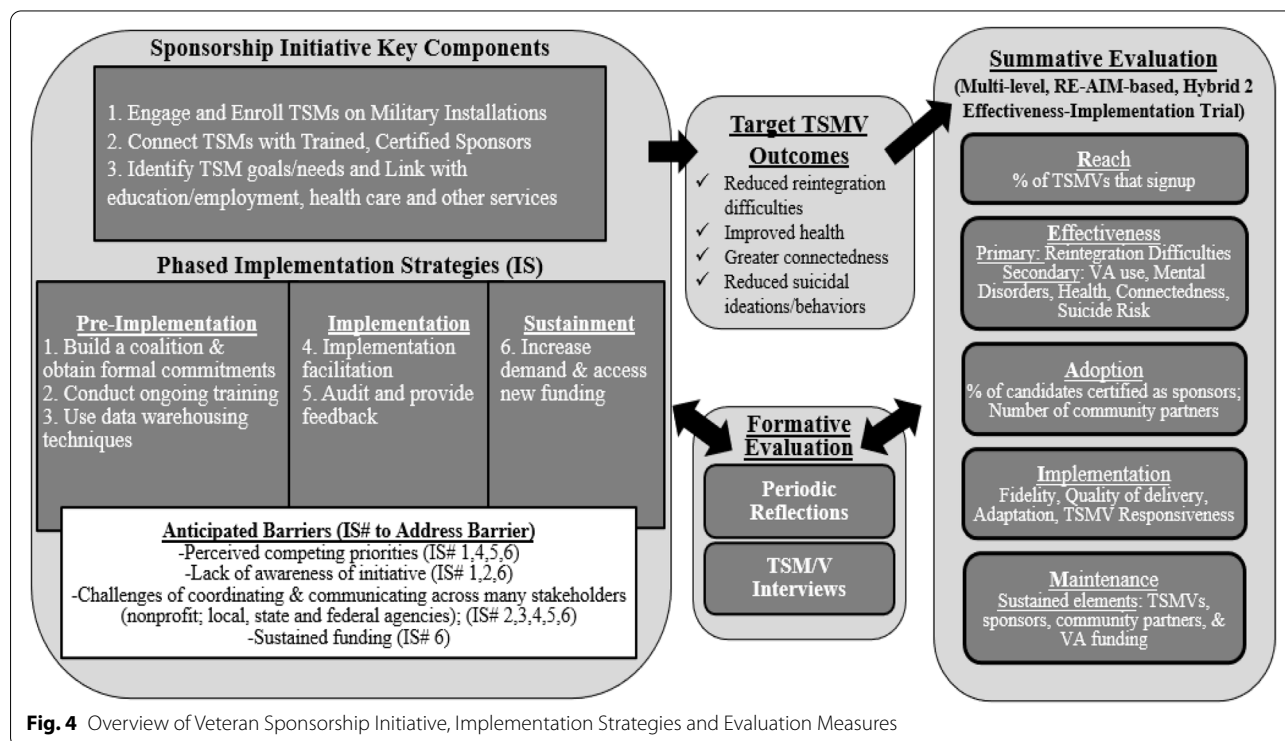 Sponsorship Initiative Key Components
1. Engage and Enroll TSMs on Military Installations
2. Connect TSMs with Trained, Certified Sponsors
3. Identify TSM goals/needs and Link with
education/employment, health care and other services
Phased Implementation Strategies (IS)
Pre-Implementation
1. Build a coalition &
obtain formal commitments
2. Conduct ongoing training
3. Use data warehousing
techniques
Implementation
4. Implementation
facilitation
5. Audit and provide
feedback
Sustainment
6. Increase
demand & access
new funding
Anticipated Barriers (IS# to Address Barrier)
-Perceived competing priorities (IS# 1,4,5,6)
-Lack of awareness of initiative (IS# 1,2,6)
-Challenges of coordinating & communicating across many stakeholders
(nonprofit; local, state and federal agencies); (IS# 2,3,4,5,6)
-Sustained funding (IS# 6)
Target TSMV
Outcomes
✓ Reduced reintegration
difficulties
✓ Improved health
✓ Greater connectedness
✓ Reduced suicidal
ideations/behaviors
Formative
Evaluation
Periodic
Reflections
TSM/V
Interviews
Summative Evaluation
(Multi-level, RE-AIM-based, Hybrid 2
Effectiveness-Implementation Trial)
Reach
% of TSMVs that signup
Effectiveness
Primary: Reintegration Difficulties
Secondary: VA use, Mental
Disorders, Health, Connectedness,
Suicide Risk
Adoption
% of candidates certified as sponsors;
Number of community partners
Implementation
Fidelity, Quality of delivery,
Adaptation, TSMV Responsiveness
Maintenance
Sustained elements: TSMVs,
sponsors, community partners, &
VA funding
Fig. 4 Overview of Veteran Sponsorship Initiative, Implementation Strategies and Evaluation Measures